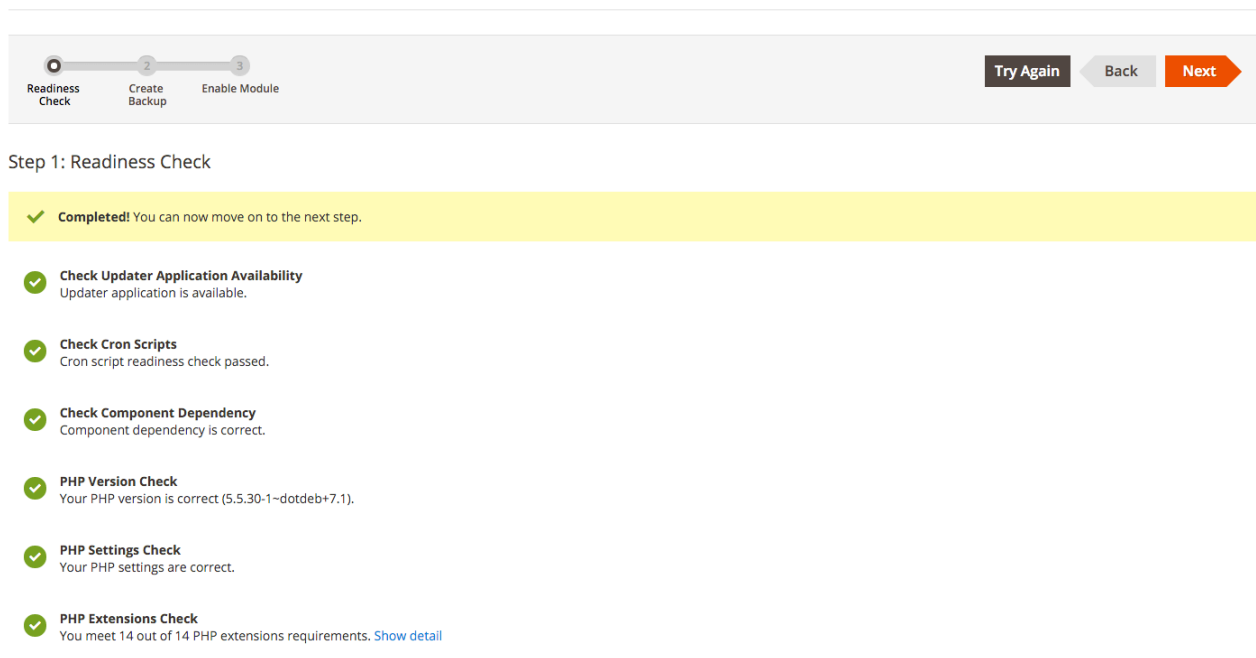 2
3
Readiness
Check
Create
Backup
Enable Module
Try Again
Back
Next
Step 1: Readiness Check
Completed! You can now move on to the next step.
Check Updater Application Availability
Updater application is available.
Check Cron Scripts
Cron script readiness check passed.
Check Component Dependency
Component dependency is correct.
PHP Version Check
Your PHP version is correct (5.5.30-1~dotdeb+7.1).
PHP Settings Check
Your PHP settings are correct.
PHP Extensions Check
You meet 14 out of 14 PHP extensions requirements. Show detail